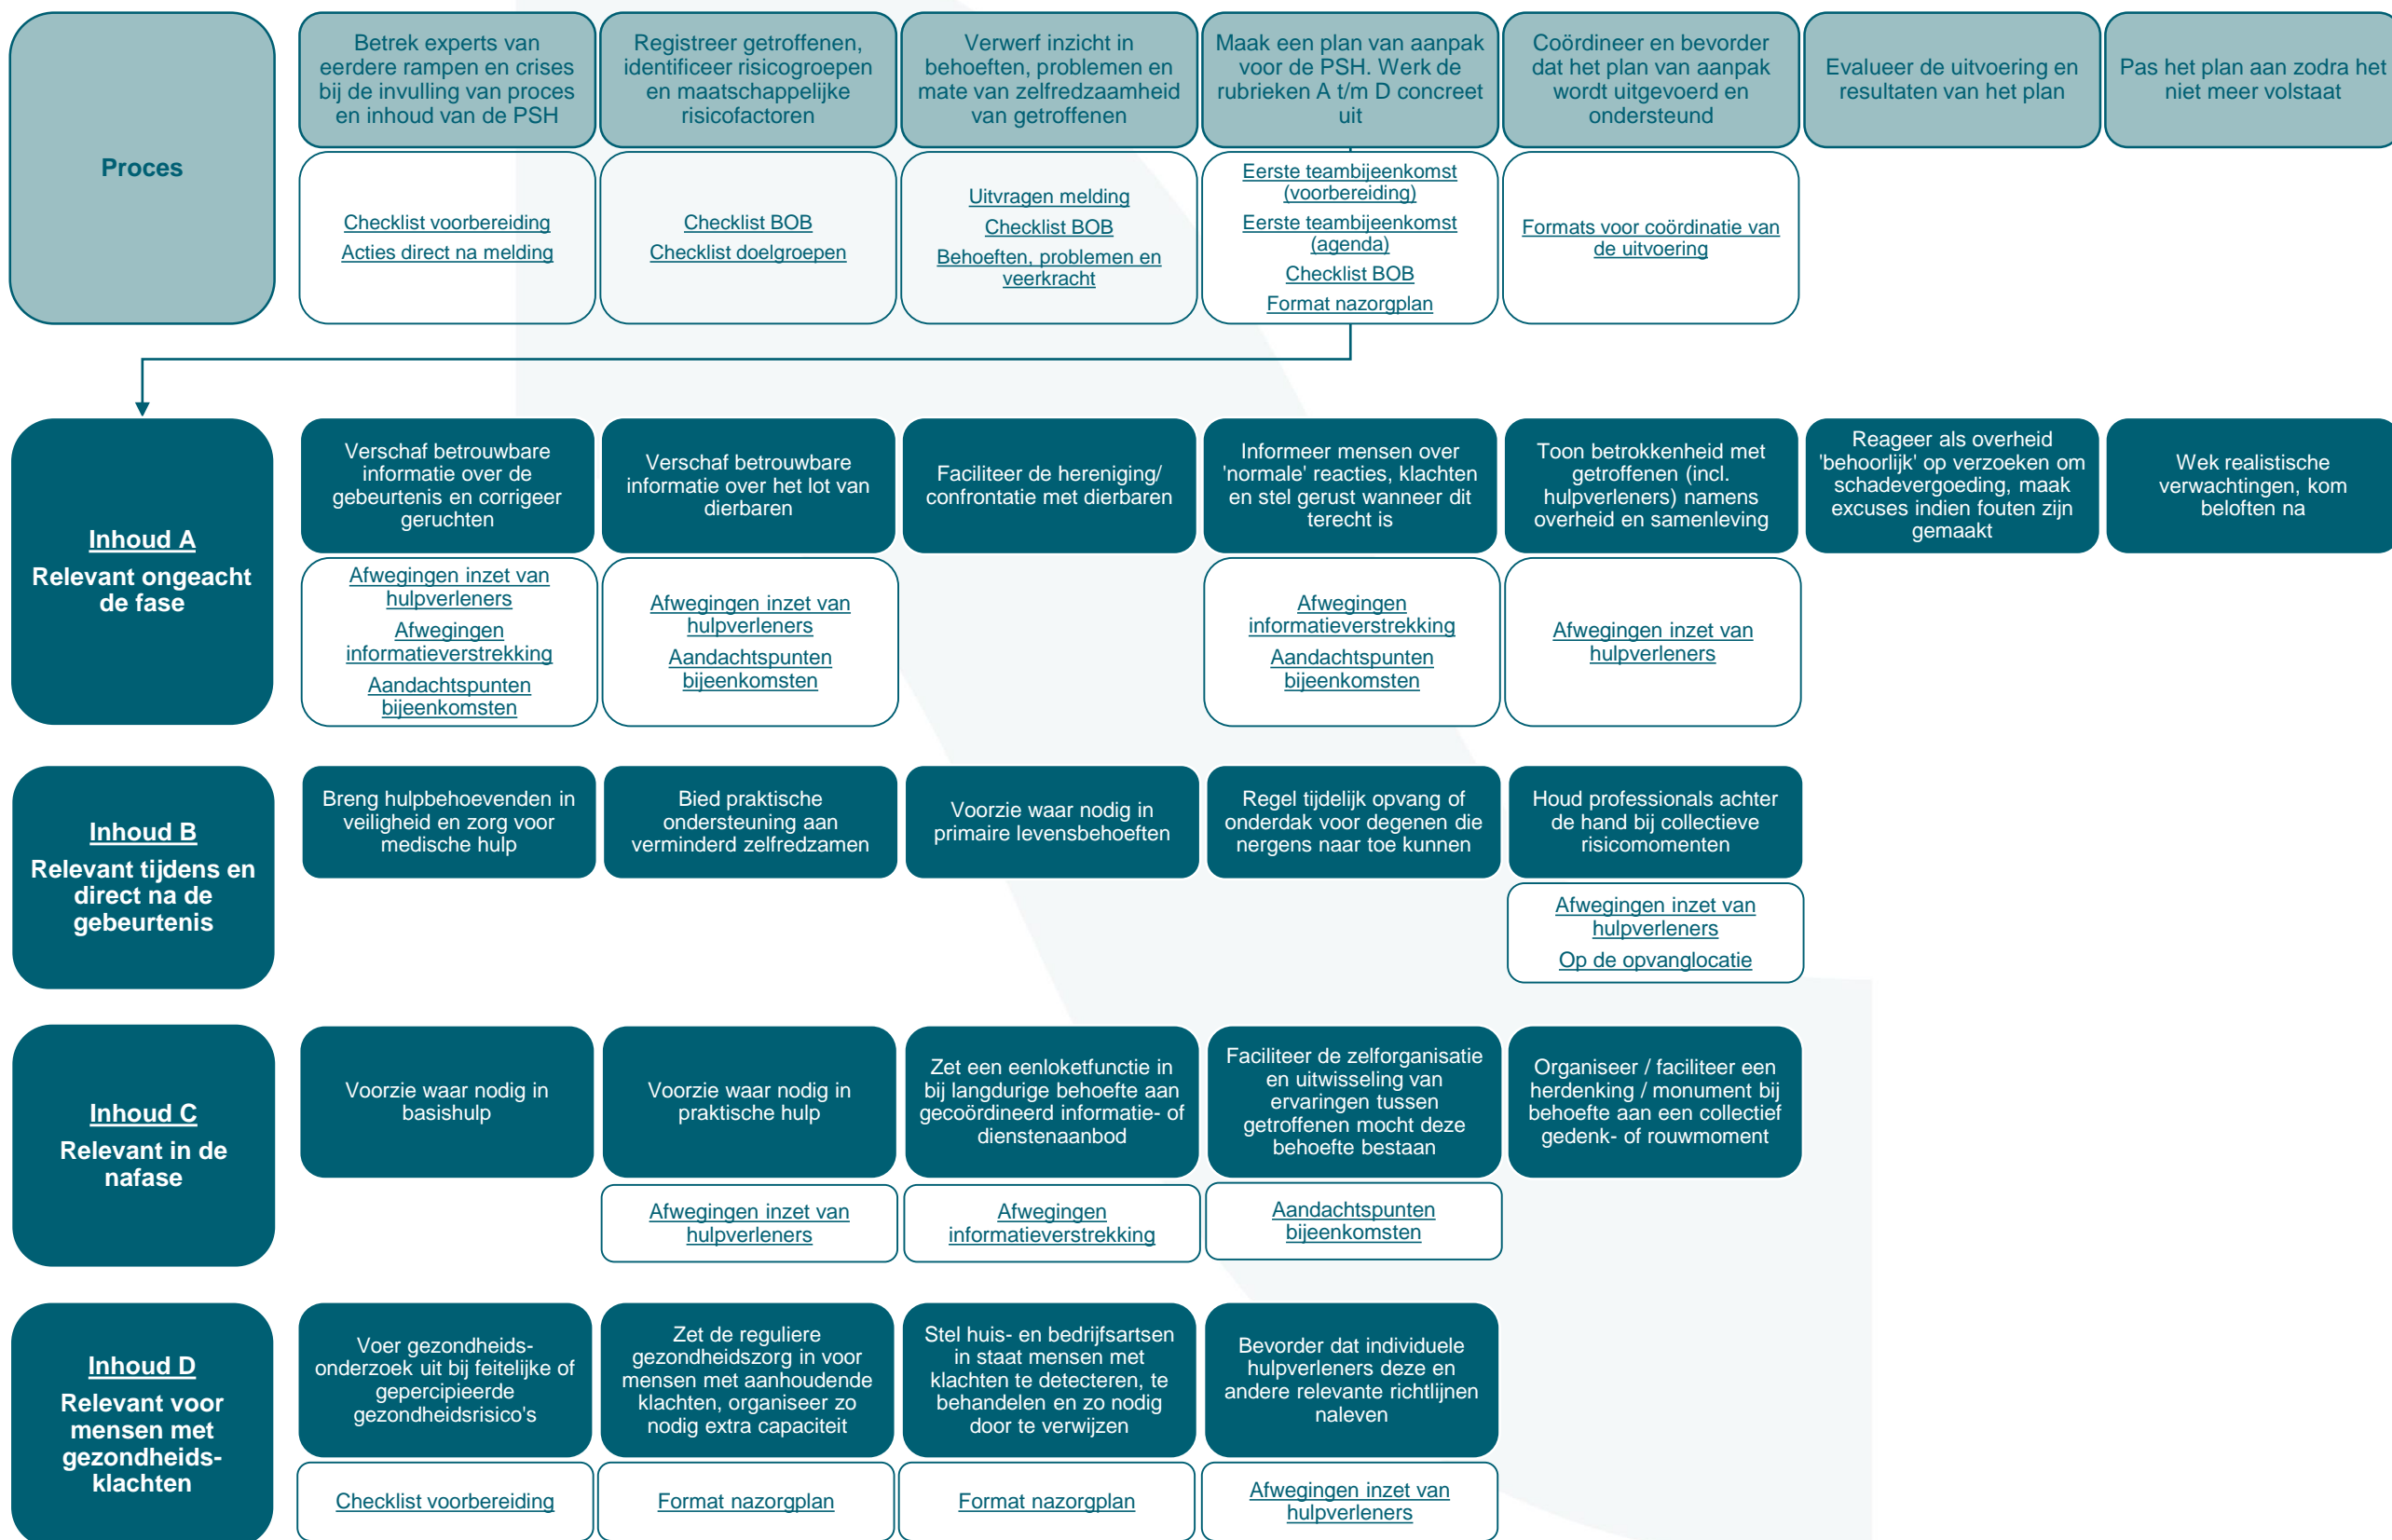 Proces
Betrek experts van
eerdere rampen en crises
bij de invulling van proces
en inhoud van de PSH
Registreer getroffenen,
identificeer risicogroepen
en maatschappelijke
risicofactoren
Verwerf inzicht in
behoeften, problemen en
mate van zelfredzaamheid
van getroffenen
Maak een plan van aanpak
voor de PSH. Werk de
rubrieken A t/m D concreet
uit
Coördineer en bevorder
dat het plan van aanpak
wordt uitgevoerd en
ondersteund
Evalueer de uitvoering en
resultaten van het plan
Pas het plan aan zodra het
niet meer volstaat
Checklist voorbereiding
Acties direct na melding
Checklist BOB
Checklist doelgroepen
Uitvragen melding
Checklist BOB
Behoeften, problemen en
veerkracht
Eerste teambijeenkomst
(voorbereiding)
Eerste teambijeenkomst
(agenda)
Checklist BOB
Format nazorgplan
Formats voor coördinatie van
de uitvoering
Inhoud A
Relevant ongeacht
de fase
Verschaf betrouwbare
informatie over de
gebeurtenis en corrigeer
geruchten
Verschaf betrouwbare
informatie over het lot van
dierbaren
Faciliteer de hereniging/
confrontatie met dierbaren
Informeer mensen over
'normale' reacties, klachten
en stel gerust wanneer dit
terecht is
Toon betrokkenheid met
getroffenen (incl.
hulpverleners) namens
overheid en samenleving
Reageer als overheid
'behoorlijk' op verzoeken om
schadevergoeding, maak
excuses indien fouten zijn
gemaakt
Wek realistische
verwachtingen, kom
beloften na
Afwegingen inzet van
hulpverleners
Afwegingen
informatieverstrekking
Aandachtspunten
bijeenkomsten
Afwegingen inzet van
hulpverleners
Aandachtspunten
bijeenkomsten
Afwegingen
informatieverstrekking
Aandachtspunten
bijeenkomsten
Afwegingen inzet van
hulpverleners
Inhoud B
Relevant tijdens en
direct na de
gebeurtenis
Breng hulpbehoevenden in
veiligheid en zorg voor
medische hulp
Bied praktische
ondersteuning aan
verminderd zelfredzamen
Voorzie waar nodig in
primaire levensbehoeften
Regel tijdelijk opvang of
onderdak voor degenen die
nergens naar toe kunnen
Houd professionals achter
de hand bij collectieve
risicomomenten
Afwegingen inzet van
hulpverleners
Op de opvanglocatie
Inhoud C
Relevant in de
nafase
Voorzie waar nodig in
basishulp
Voorzie waar nodig in
praktische hulp
Zet een eenloketfunctie in
bij langdurige behoefte aan
gecoördineerd informatie- of
dienstenaanbod
Faciliteer de zelforganisatie
en uitwisseling van
ervaringen tussen
getroffenen mocht deze
behoefte bestaan
Organiseer / faciliteer een
herdenking / monument bij
behoefte aan een collectief
gedenk- of rouwmoment
Afwegingen inzet van
hulpverleners
Afwegingen
informatieverstrekking
Aandachtspunten
bijeenkomsten
Inhoud D
Relevant voor
mensen met
gezondheids-
klachten
Voer gezondheids-
onderzoek uit bij feitelijke of
gepercipieerde
gezondheidsrisico's
Zet de reguliere
gezondheidszorg in voor
mensen met aanhoudende
klachten, organiseer zo
nodig extra capaciteit
Stel huis- en bedrijfsartsen
in staat mensen met
klachten te detecteren, te
behandelen en zo nodig
door te verwijzen
Bevorder dat individuele
hulpverleners deze en
andere relevante richtlijnen
naleven
Checklist voorbereiding
Format nazorgplan
Format nazorgplan
Afwegingen inzet van
hulpverleners